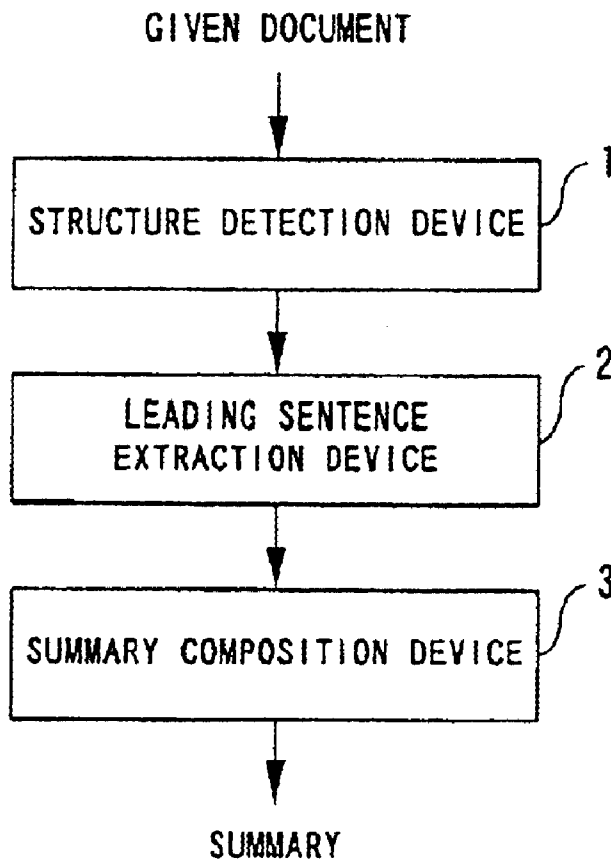 GIVEN DOCUMENT
1
STRUCTURE DETECTION DEVICE
2
LEADING SENTENCE
EXTRACTION DEVICE
3
SUMMARY COMPOSITION DEVICE
SUMMARY